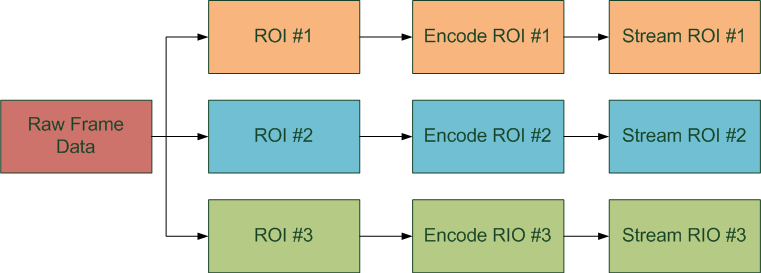 ROI #1
Encode ROI #1
Stream ROI #1
Raw Frame
Data
ROI #2
Encode ROI #2
Stream ROI #2
ROI #3
Encode RIO #3
Stream RIO #3